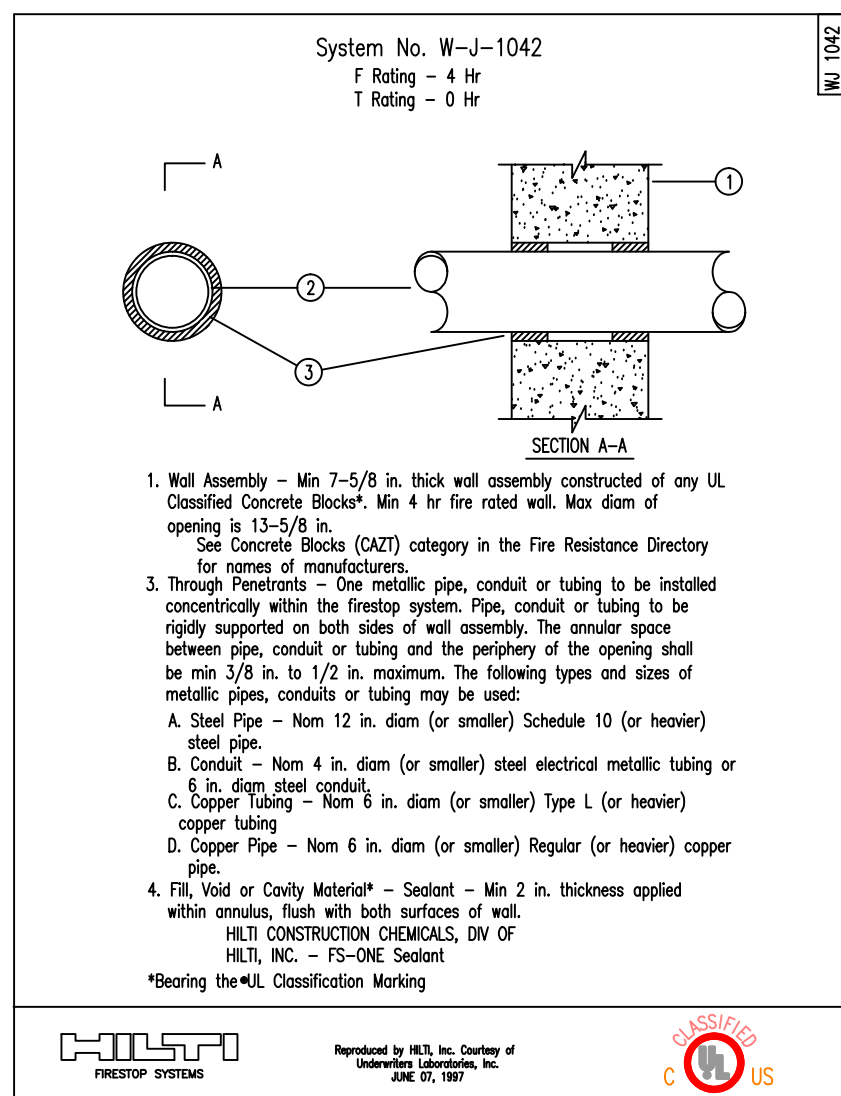 System No. W-J-1042
F Rating - 4 Hr
T Rating - 0 Hr
WJ 1042
A
1
2
3
A
SECTION A-A
1. Wall Assembly - Min 7-5/8 in. thick wall assembly constructed of any UL
Classified Concrete Blocks*. Min 4 hr fire rated wall. Max diam of
opening is 13-5/8 in.
See Concrete Blocks (CAZT) category in the Fire Resistance Directory
for names of manufacturers.
3. Through Penetrants - One metallic pipe, conduit or tubing to be installed
concentrically within the firestop system. Pipe, conduit or tubing to be
rigidly supported on both sides of wall assembly. The annular space
between pipe, conduit or tubing and the periphery of the opening shall
be min 3/8 in. to 1/2 in. maximum. The following types and sizes of
metallic pipes, conduits or tubing may be used:
A. Steel Pipe - Nom 12 in. diam (or smaller) Schedule 10 (or heavier)
steel pipe.
B. Conduit - Nom 4 in. diam (or smaller) steel electrical metallic tubing or
6 in. diam steel conduit.
C. Copper Tubing - Nom 6 in. diam (or smaller) Type L (or heavier)
copper tubing
D. Copper Pipe - Nom 6 in. diam (or smaller) Regular (or heavier) copper
pipe.
4. Fill, Void or Cavity Material* - Sealant - Min 2 in. thickness applied
within annulus, flush with both surfaces of wall.
HILTI CONSTRUCTION CHEMICALS, DIV OF
HILTI, INC. - FS-ONE Sealant
*Bearing the UL Classification Marking
HILTI
FIRESTOP SYSTEMS
Reproduced by HILTI, Inc. Courtesy of
Underwriters Laboratories, Inc.
JUNE 07, 1997
CLASSIFIED
C UL US